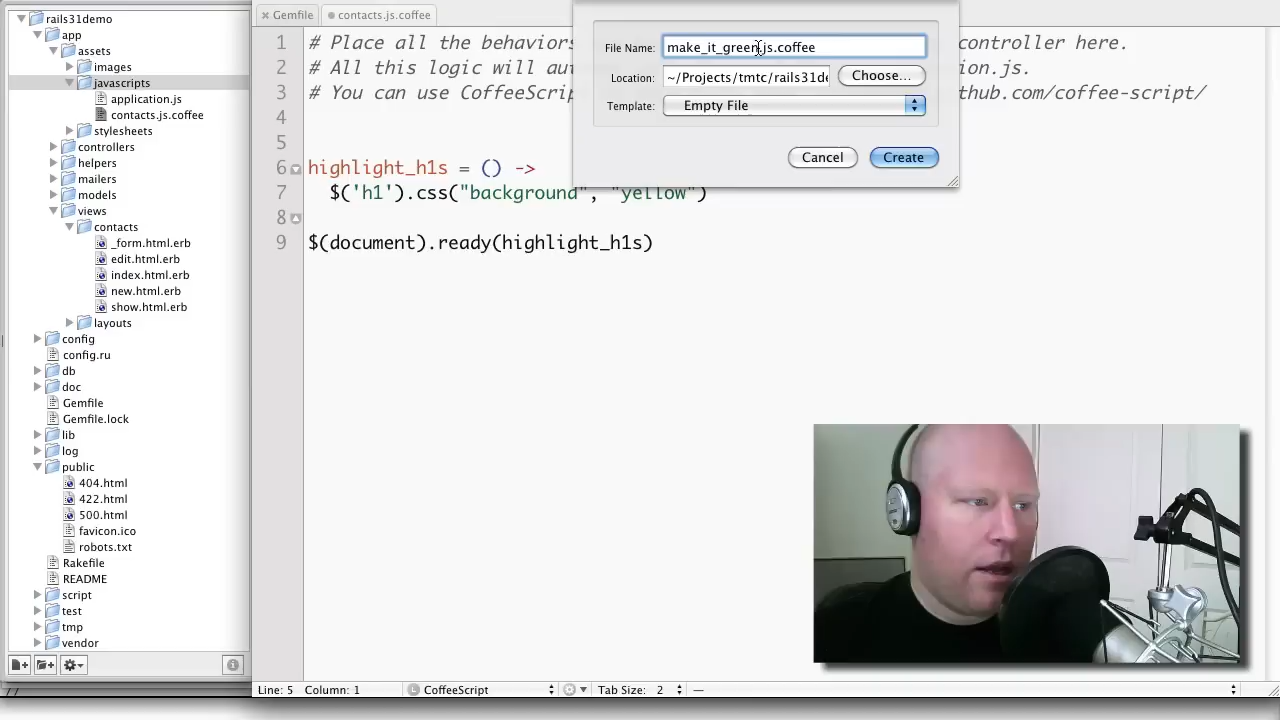 rails31demo
app
assets
images
javascripts
application.js
contacts.js.coffee
stylesheets
controllers
helpers
mailers
models
views
contacts
_form.html.erb
edit.html.erb
index.html.erb
new.html.erb
show.html.erb
layouts
config
config.ru
db
doc
Gemfile
Gemfile.lock
lib
log
public
404.html
422.html
500.html
favicon.ico
robots.txt
Rakefile
README
script
test
tmp
vendor
//
Gemfile
contacts.js.coffee
1 # Place all the behaviors controller here.
2 # All this logic will au ion.js.
3 # You can use CoffeeScrip thub.com/coffee-script/
4
5
6 highlight_h1s = () ->
7 $('h1').css("background", "yellow")
8
9 $(document).ready(highlight_h1s)
File Name: make_it_green.js.coffee
Location: ~/Projects/tmtc/rails31d Choose...
Template: Empty File
Cancel Create
Line: 5 Column: 1 L CoffeeScript Tab Size: 2 —